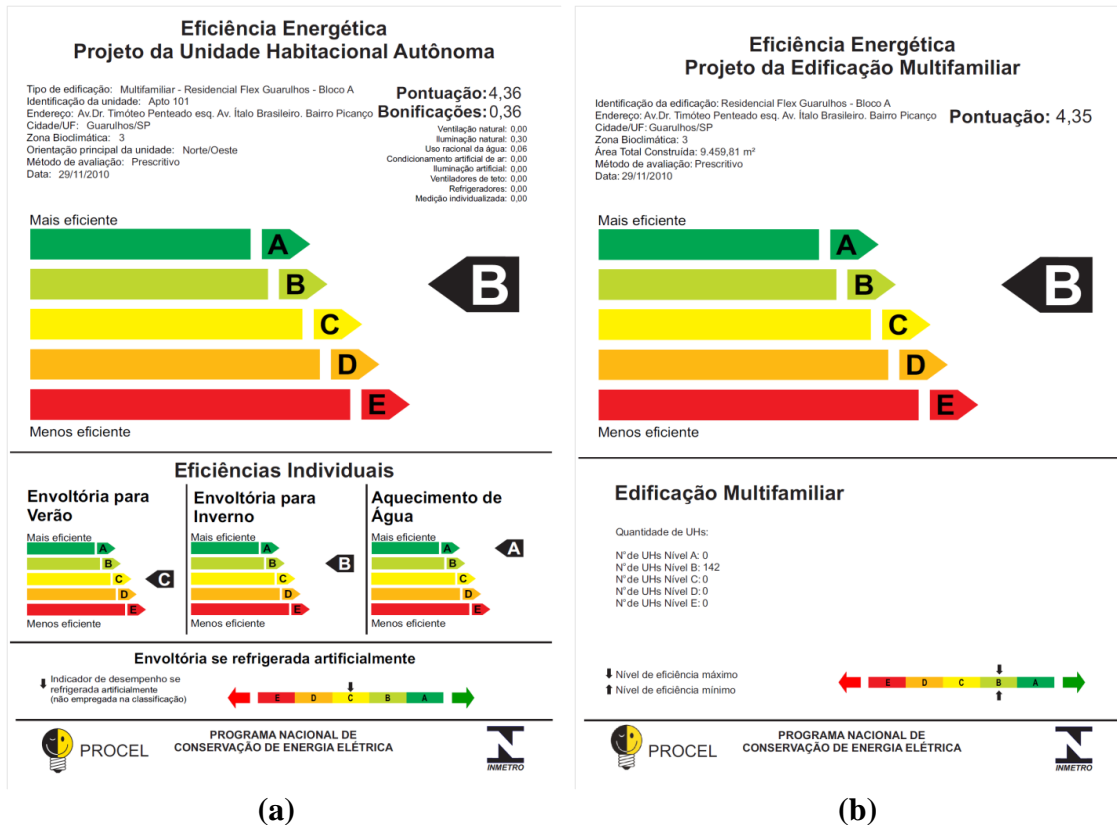 Eficiência Energética
Projeto da Unidade Habitacional Autônoma
Tipo de edificação: Multifamiliar - Residencial Flex Guarulhos - Bloco A
Identificação da unidade: Apto 101
Endereço: Av.Dr. Timóteo Penteado esq. Av. Ítalo Brasileiro. Bairro Picanço
Cidade/UF: Guarulhos/SP
Zona Bioclimática: 3
Orientação principal da unidade: Norte/Oeste
Método de avaliação: Prescritivo
Data: 29/11/2010
Pontuação: 4,36
Bonificações: 0,36
Ventilação natural: 0,00
Iluminação natural: 0,30
Uso racional da água: 0,06
Condicionamento artificial de ar: 0,00
Iluminação artificial: 0,00
Ventiladores de teto: 0,00
Refrigeradores: 0,00
Medição individualizada: 0,00
Mais eficiente
A
B
B
C
D
E
Menos eficiente
Eficiências Individuais
Envoltória para
Verão
Mais eficiente
A
B
C
C
D
E
Menos eficiente
Envoltória para
Inverno
Mais eficiente
A
B
B
C
D
E
Menos eficiente
Aquecimento de
Água
Mais eficiente
A
A
B
C
D
E
Menos eficiente
Envoltória se refrigerada artificialmente
Indicador de desempenho se
refrigerada artificialmente
(não empregada na classificação)
E D C B A
PROCEL
PROGRAMA NACIONAL DE
CONSERVAÇÃO DE ENERGIA ELÉTRICA
INMETRO
(a)
Eficiência Energética
Projeto da Edificação Multifamiliar
Identificação da edificação: Residencial Flex Guarulhos - Bloco A
Endereço: Av.Dr. Timóteo Penteado esq. Av. Ítalo Brasileiro. Bairro Picanço
Cidade/UF: Guarulhos/SP
Zona Bioclimática: 3
Área Total Construída: 9.459,81 m²
Método de avaliação: Prescritivo
Data: 29/11/2010
Pontuação: 4,35
Mais eficiente
A
B
B
C
D
E
Menos eficiente
Edificação Multifamiliar
Quantidade de UHs:
N°de UHs Nível A: 0
N°de UHs Nível B: 142
N°de UHs Nível C: 0
N°de UHs Nível D: 0
N°de UHs Nível E: 0
Nível de eficiência máximo
Nível de eficiência mínimo
E D C B A
PROCEL
PROGRAMA NACIONAL DE
CONSERVAÇÃO DE ENERGIA ELÉTRICA
INMETRO
(b)